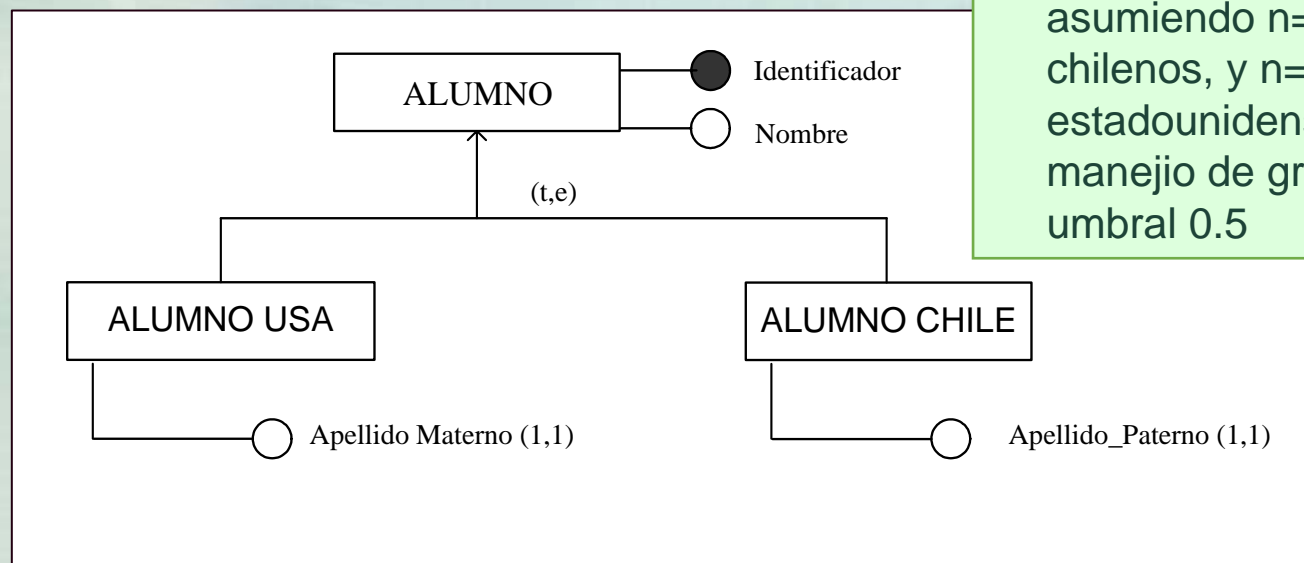 asumiendo n=
chilenos, y n=
manejio de gr
umbral 0.5
ALUMNO
Identificador
Nombre
(t,e)
ALUMNO USA
ALUMNO CHILE
Apellido Materno (1,1)
Apellido_Paterno (1,1)